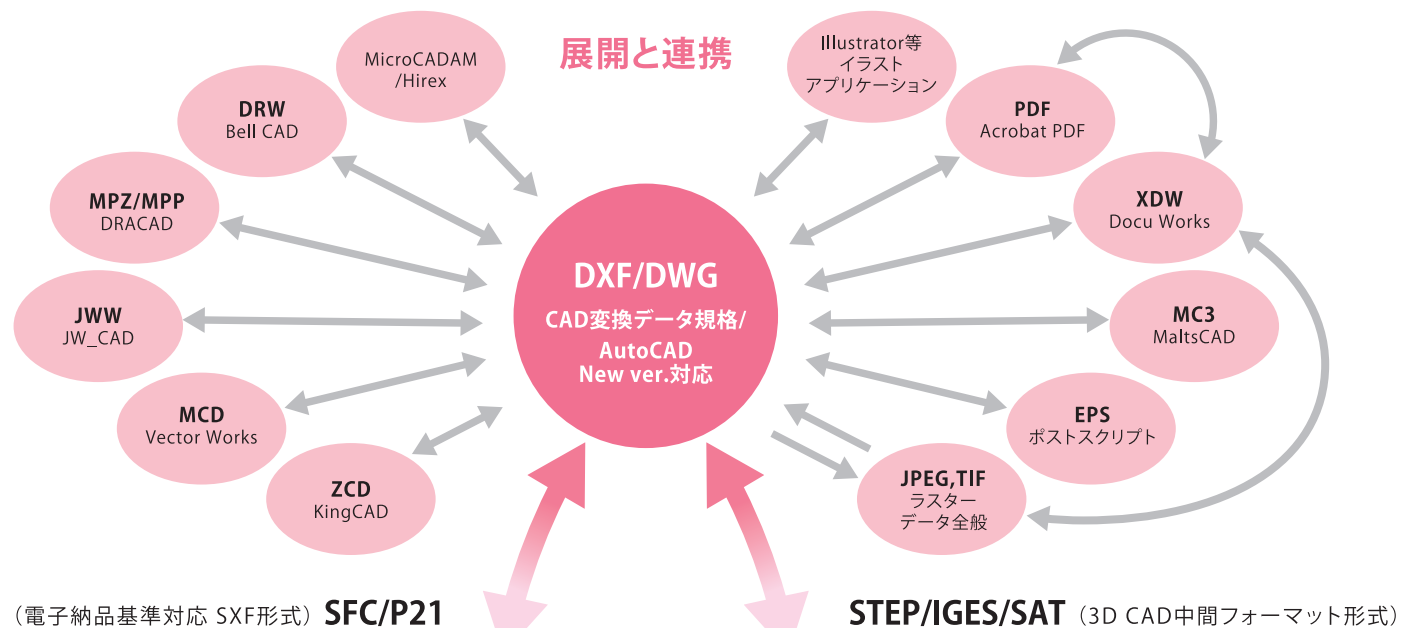 展開と連携
MicroCADAM
/Hirex
DRW
Bell CAD
MPZ/MPP
DRACAD
JWW
JW_CAD
MCD
Vector Works
ZCD
KingCAD
DXF/DWG
CAD変換データ規格/
AutoCAD
New ver.対応
Illustrator等
イラスト
アプリケーション
PDF
Acrobat PDF
XDW
Docu Works
MC3
MaltsCAD
EPS
ポストスクリプト
JPEG,TIF
ラスター
データ全般
（電子納品基準対応 SXF形式）SFC/P21
STEP/IGES/SAT（3D CAD中間フォーマット形式）